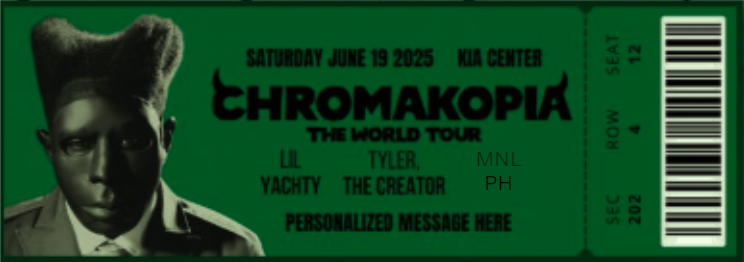 SATURDAY JUNE 19 2025 KIA CENTER
CHROMAKOPIA
THE WORLD TOUR
LIL TYLER, MNL
YACHTY THE CREATOR PH
PERSONALIZED MESSAGE HERE
SEAT 12
ROW 4
SEC 202